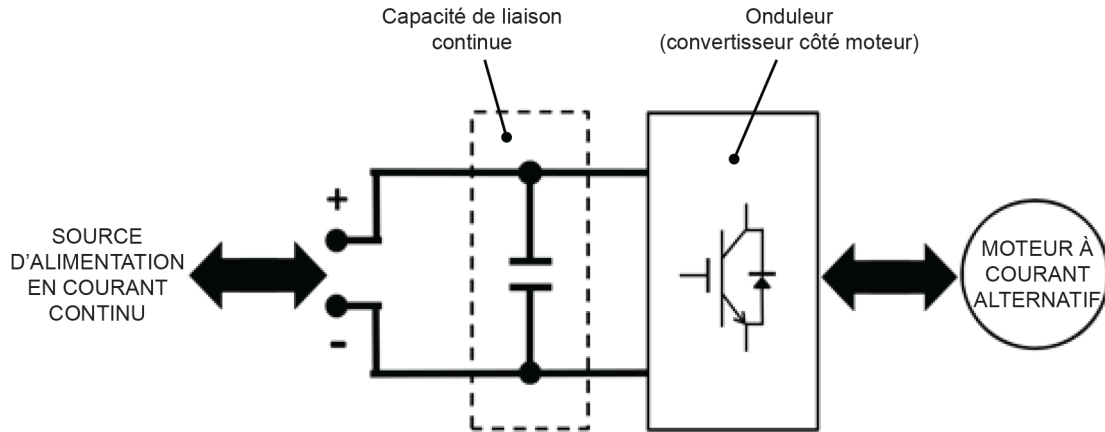 Capacité de liaison
continue
Onduleur
(convertisseur côté moteur)
+
SOURCE
D’ALIMENTATION
EN COURANT
CONTINU
-
MOTEUR À
COURANT
ALTERNATIF